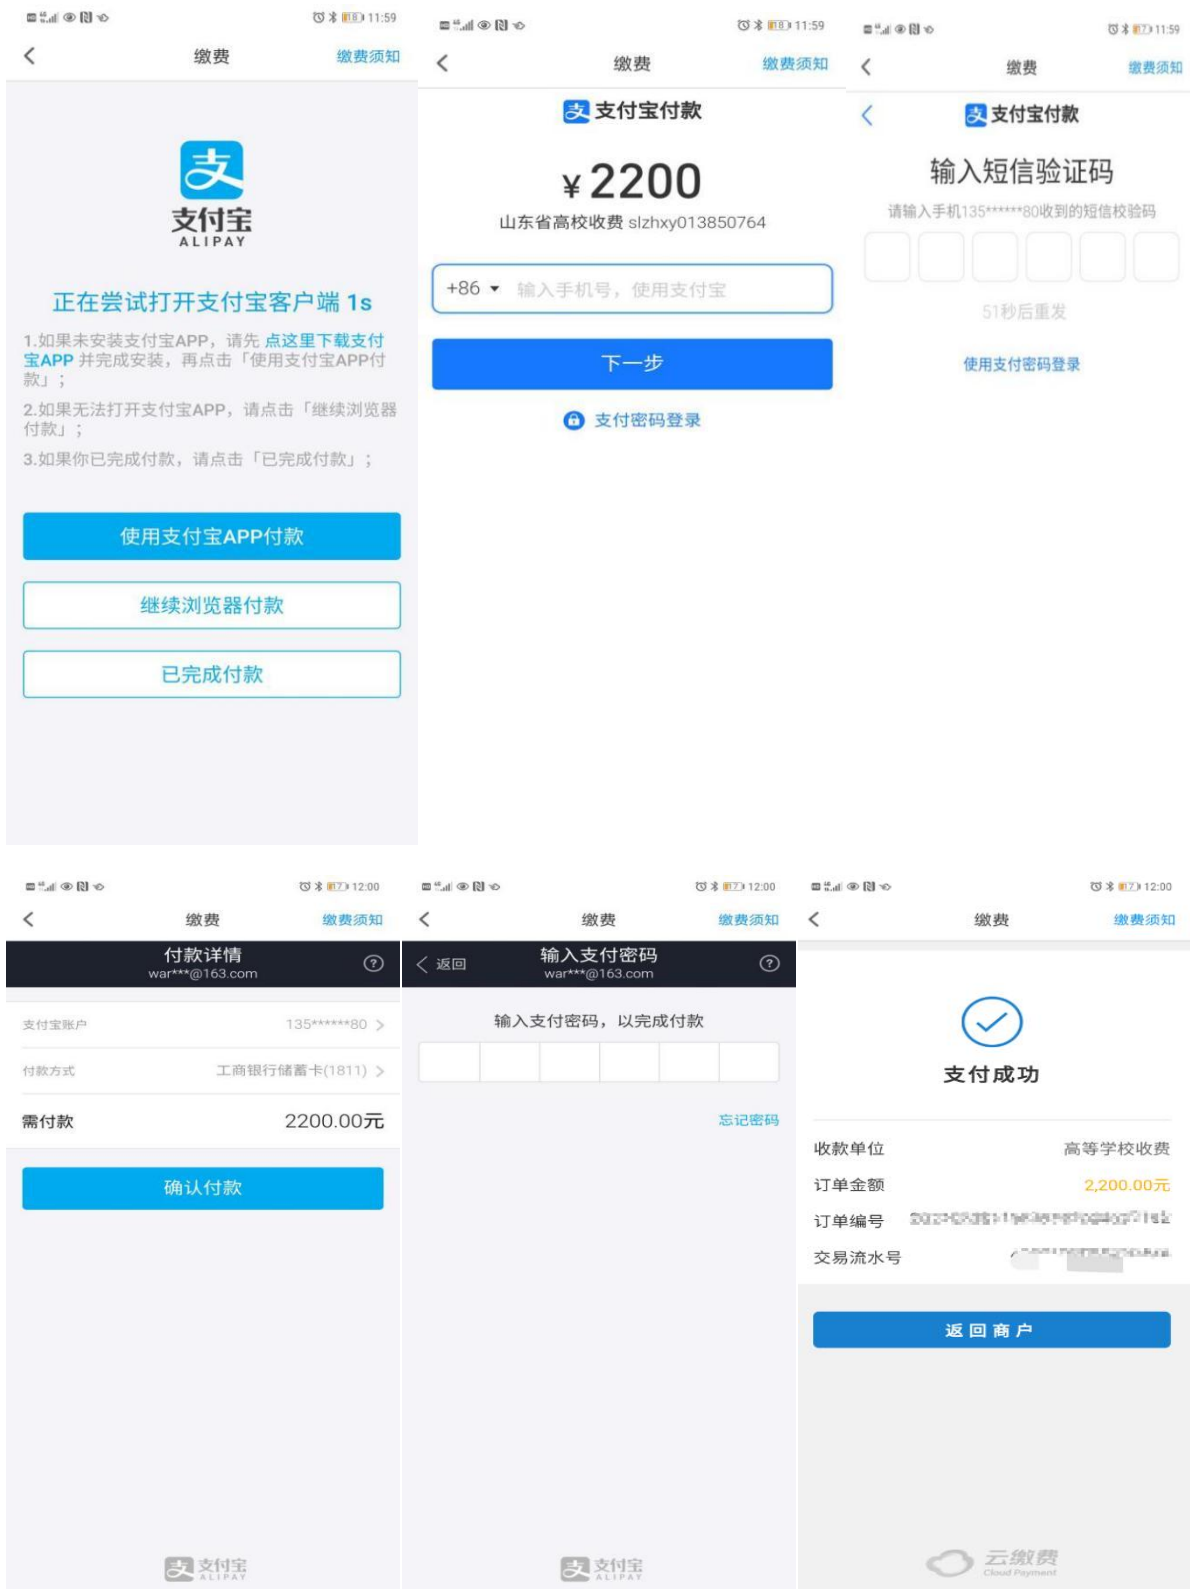 11:59
缴费
缴费须知
支
支付宝
ALIPAY
正在尝试打开支付宝客户端 1s
1.如果未安装支付宝APP，请先 点这里下载支付
宝APP 并完成安装，再点击「使用支付宝APP付
款」；
2.如果无法打开支付宝APP，请点击「继续浏览器
付款」；
3.如果你已完成付款，请点击「已完成付款」；
使用支付宝APP付款
继续浏览器付款
已完成付款
11:59
缴费
缴费须知
支 支付宝付款
¥ 2200
山东省高校收费 slzhxy013850764
+86 输入手机号，使用支付宝
下一步
支付密码登录
11:59
缴费
缴费须知
支 支付宝付款
输入短信验证码
请输入手机135******80收到的短信校验码
51秒后重发
使用支付密码登录
12:00
缴费
缴费须知
付款详情
war***@163.com
支付宝账户 135******80
付款方式 工商银行储蓄卡(1811)
需付款 2200.00元
确认付款
支 支付宝
ALIPAY
12:00
缴费
缴费须知
返回
输入支付密码
war***@163.com
输入支付密码，以完成付款
忘记密码
支 支付宝
ALIPAY
12:00
缴费
缴费须知
支付成功
收款单位 高等学校收费
订单金额 2,200.00元
订单编号
交易流水号
返回商户
云缴费
Cloud Payment